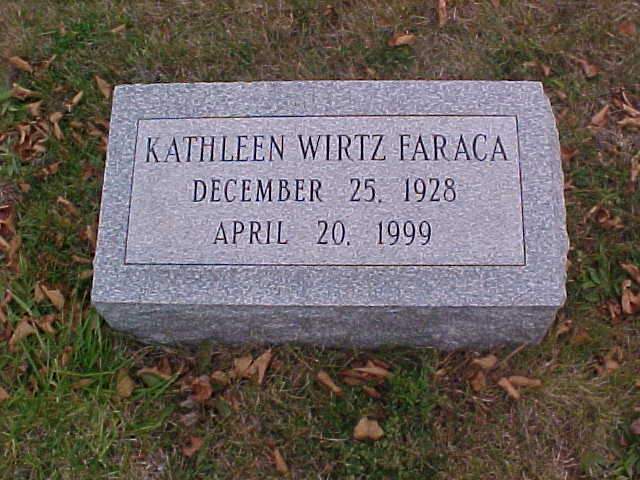 KATHLEEN WIRTZ FARACA
DECEMBER 25, 1928
APRIL 20, 1999